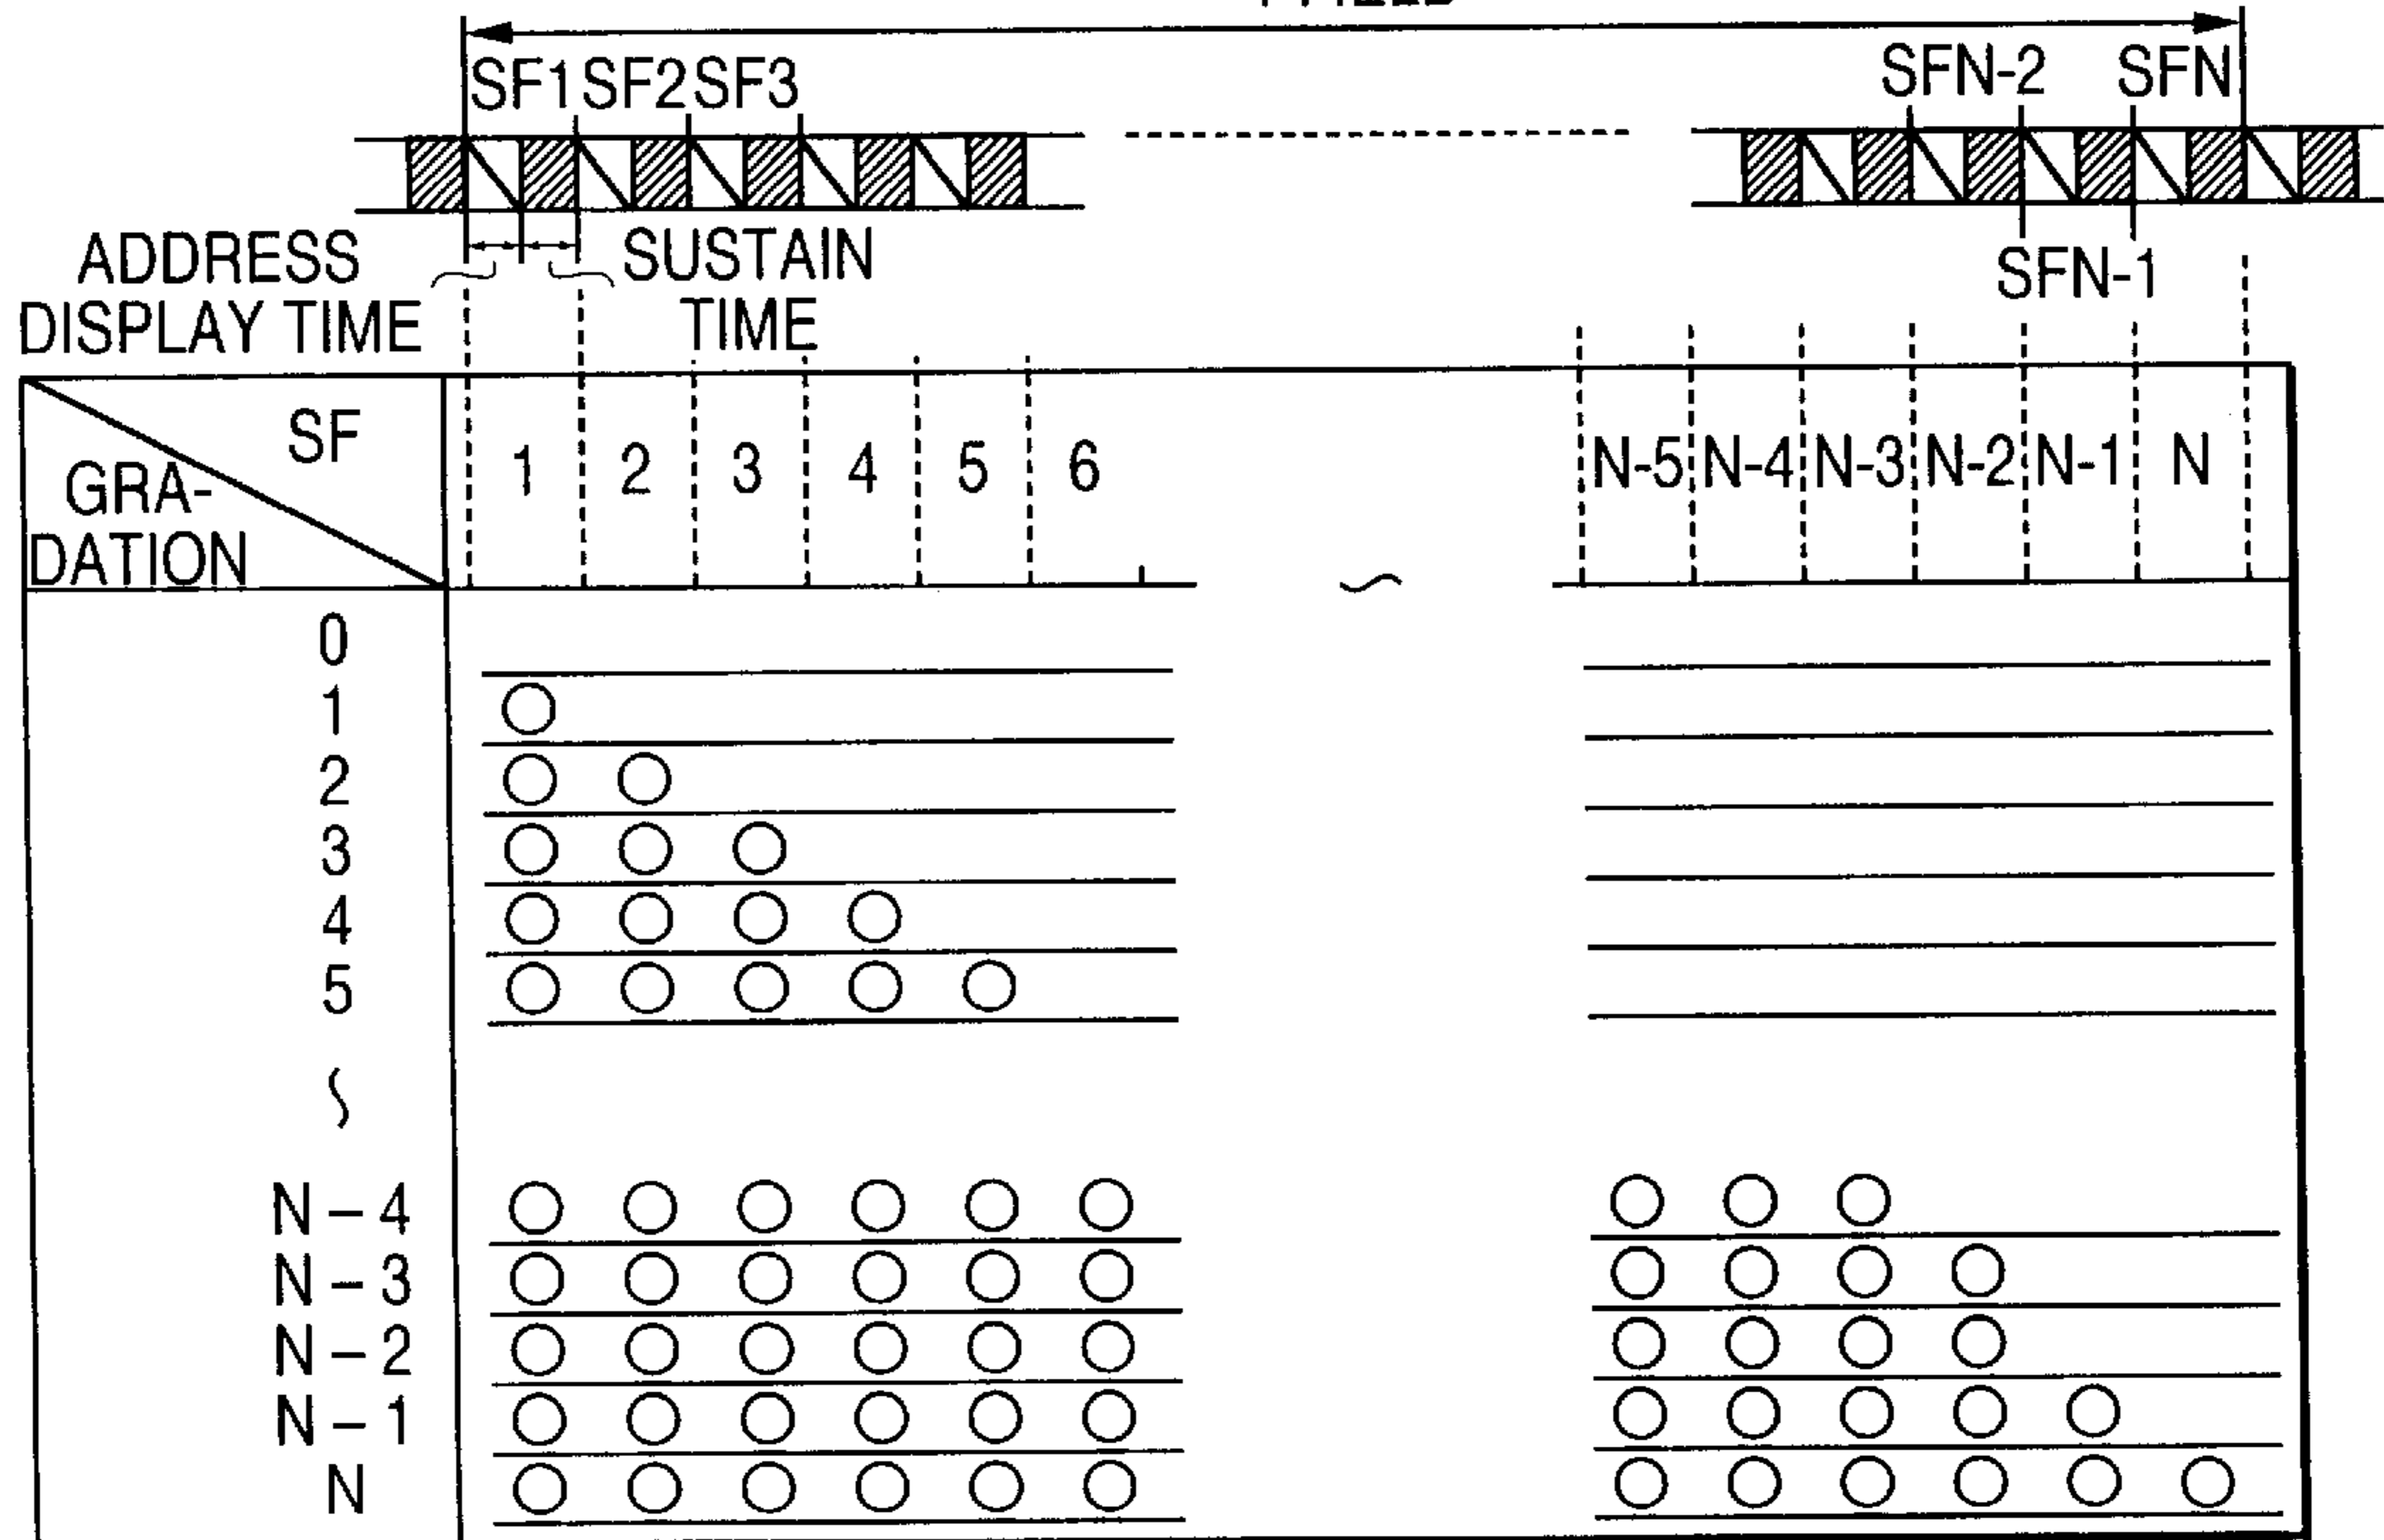 SF1 SF2 SF3 SFN-2 SFN
ADDRESS
DISPLAY TIME
SUSTAIN
TIME
SFN-1
SF
GRA-
DATION
1 2 3 4 5 6 N-5 N-4 N-3 N-2 N-1 N
0
1
2
3
4
5
N-4
N-3
N-2
N-1
N